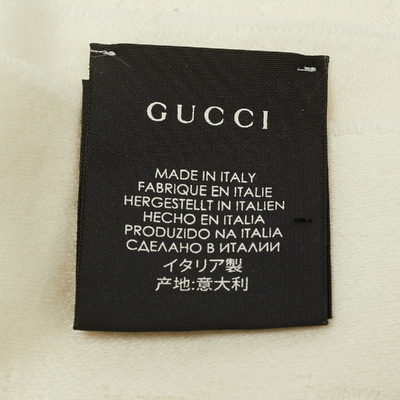 GUCCI
MADE IN ITALY
FABRIQUE EN ITALIE
HERGESTELLT IN ITALIEN
HECHO EN ITALIA
PRODUZIDO NA ITALIA
СДЕЛАНО В ИТАЛИИ
イタリア製
产地:意大利